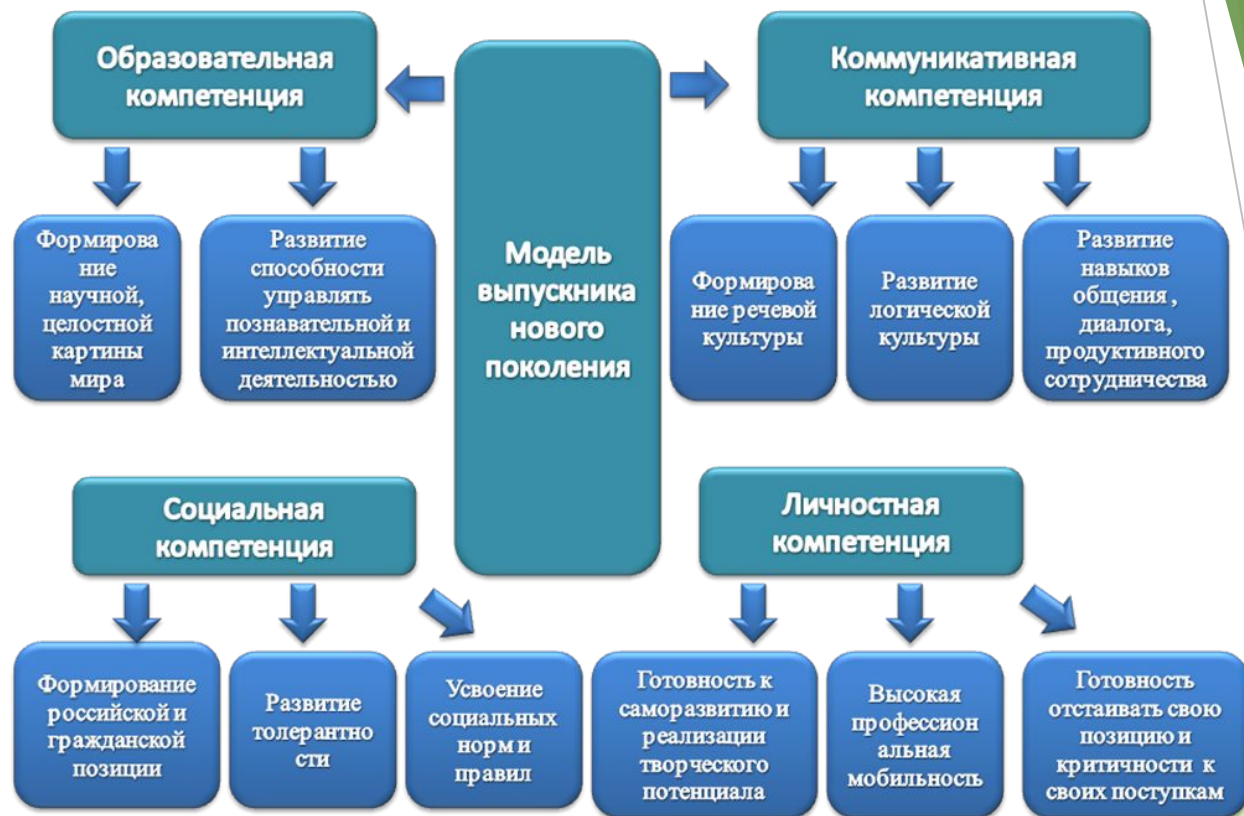 Образовательная
компетенция
Коммуникативная
компетенция
Модель
выпускника
нового
поколения
Формирова
ние
научной,
целостной
картины
мира
Развитие
способности
управлять
познавательной и
интеллектуальной
деятельностью
Формирова
ние речевой
культуры
Развитие
логической
культуры
Развитие
навыков
общения ,
диалога,
продуктивного
сотрудничества
Социальная
компетенция
Личностная
компетенция
Формирование
российской и
гражданской
позиции
Развитие
толерантно
сти
Усвоение
социальных
норм и
правил
Готовность к
саморазвитию и
реализации
творческого
потенциала
Высокая
профессион
альная
мобильность
Готовность
отстаивать свою
позицию и
критичности к
своих поступкам